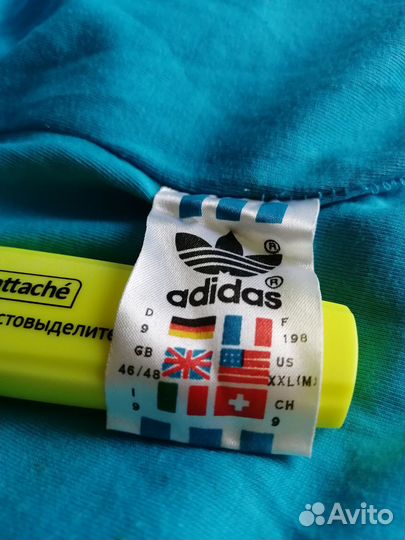 ®
adidas®
attaché
стовыделите
D
9
F
198
GB
46/48
US
XXL(M)
I
9
CH
9
Avito